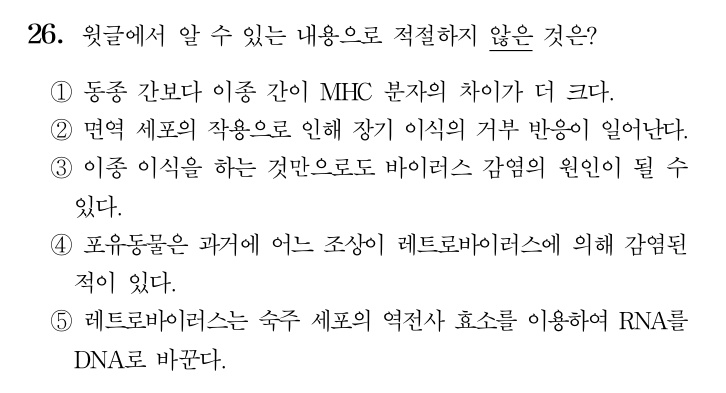 26. 윗글에서 알 수 있는 내용으로 적절하지 않은 것은?
① 동종 간보다 이종 간이 MHC 분자의 차이가 더 크다.
② 면역 세포의 작용으로 인해 장기 이식의 거부 반응이 일어난다.
③ 이종 이식을 하는 것만으로도 바이러스 감염의 원인이 될 수
있다.
④ 포유동물은 과거에 어느 조상이 레트로바이러스에 의해 감염된
적이 있다.
⑤ 레트로바이러스는 숙주 세포의 역전사 효소를 이용하여 RNA를
DNA로 바꾼다.